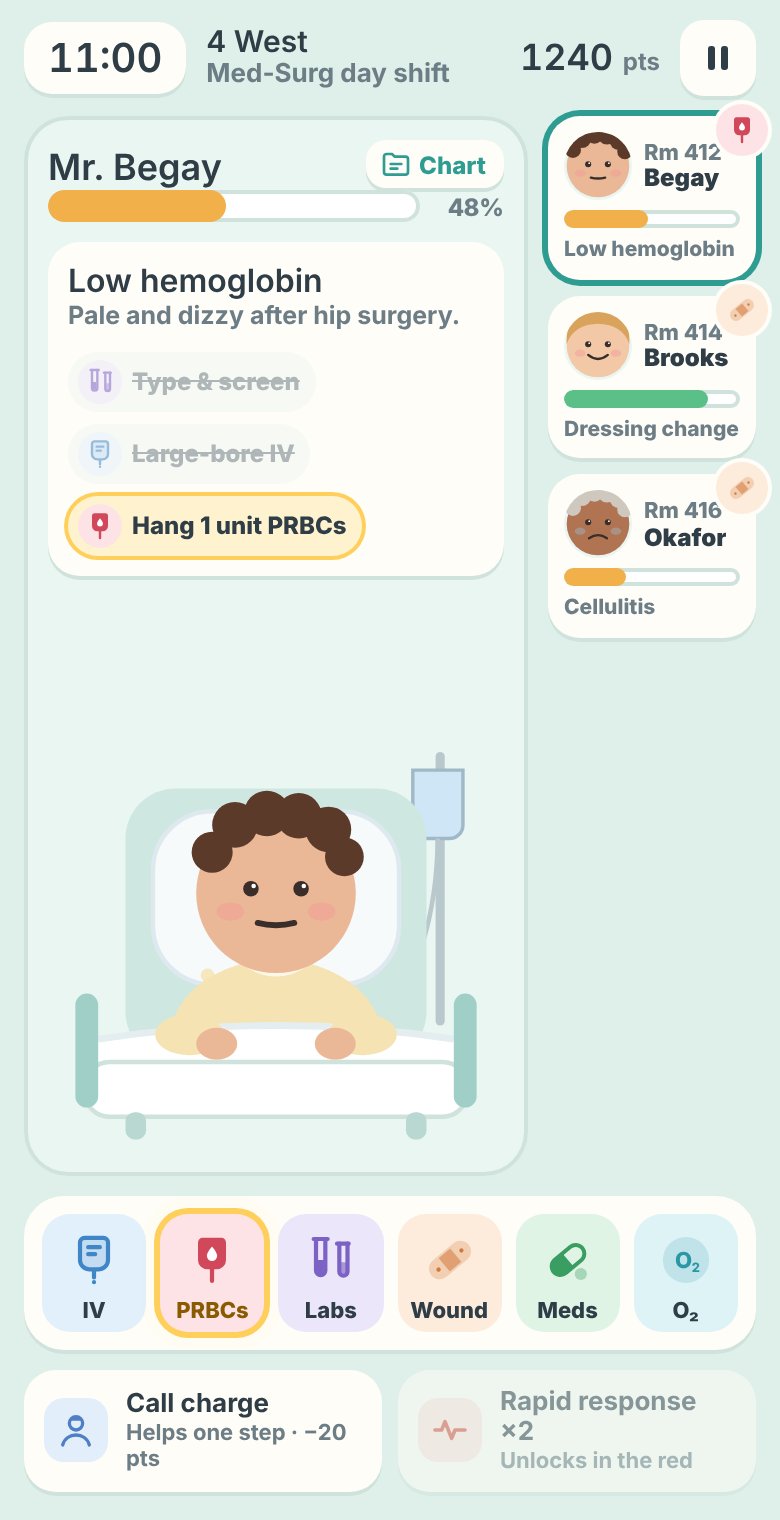 11:00
4 West
Med-Surg day shift
1240 pts
Mr. Begay
Chart
48%
Low hemoglobin
Pale and dizzy after hip surgery.
Type & screen
Large-bore IV
Hang 1 unit PRBCs
Rm 412
Begay
Low hemoglobin
Rm 414
Brooks
Dressing change
Rm 416
Okafor
Cellulitis
IV
PRBCs
Labs
Wound
Meds
O₂
O₂
Call charge
Helps one step · −20
pts
Rapid response
×2
Unlocks in the red